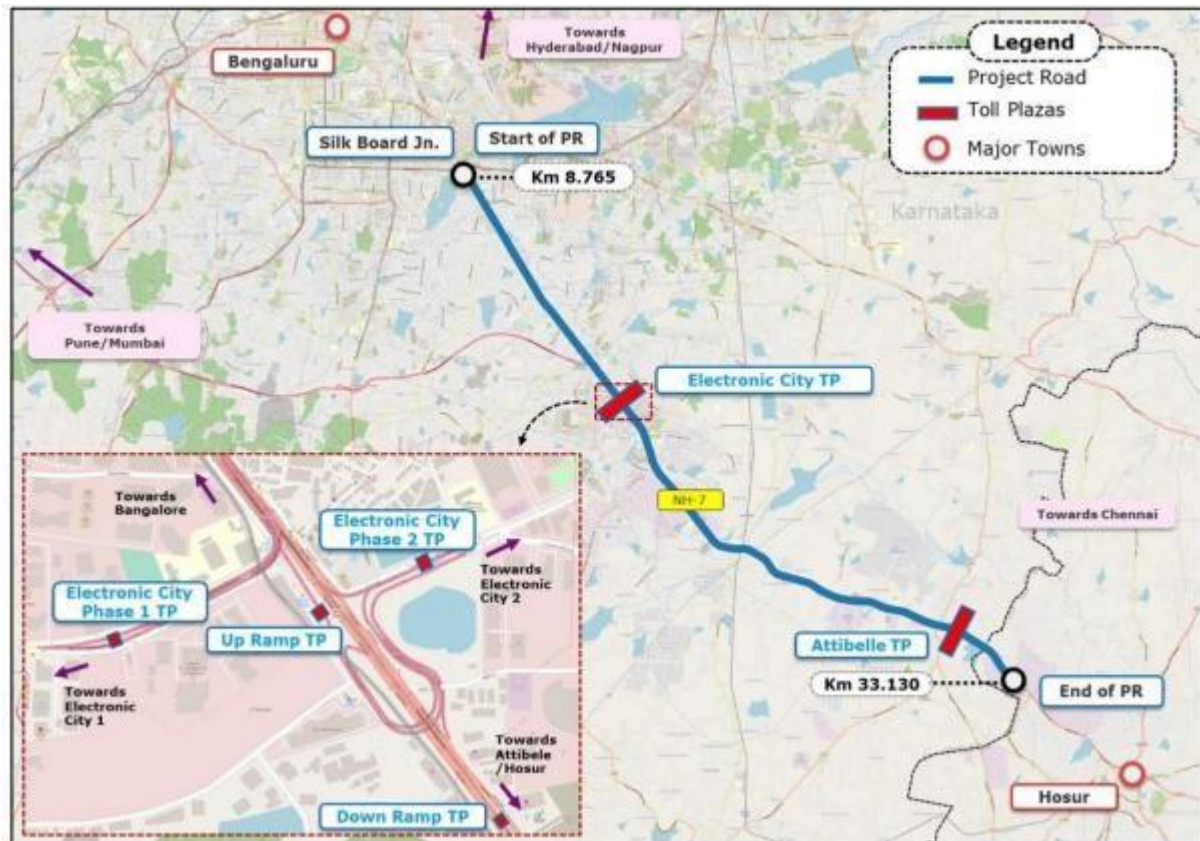 Towards
Hyderabad/Nagpur
Bengaluru
Legend
Project Road
Toll Plazas
Major Towns
Silk Board Jn.
Start of PR
Km 8.765
Karnataka
Towards
Pune/Mumbai
Electronic City TP
NH-7
Towards Chennai
Attibelle TP
Km 33.130
End of PR
Hosur
Towards
Bangalore
Electronic City
Phase 2 TP
Towards
Electronic
City 2
Electronic City
Phase 1 TP
Up Ramp TP
Towards
Electronic
City 1
Towards
Attibele
/Hosur
Down Ramp TP